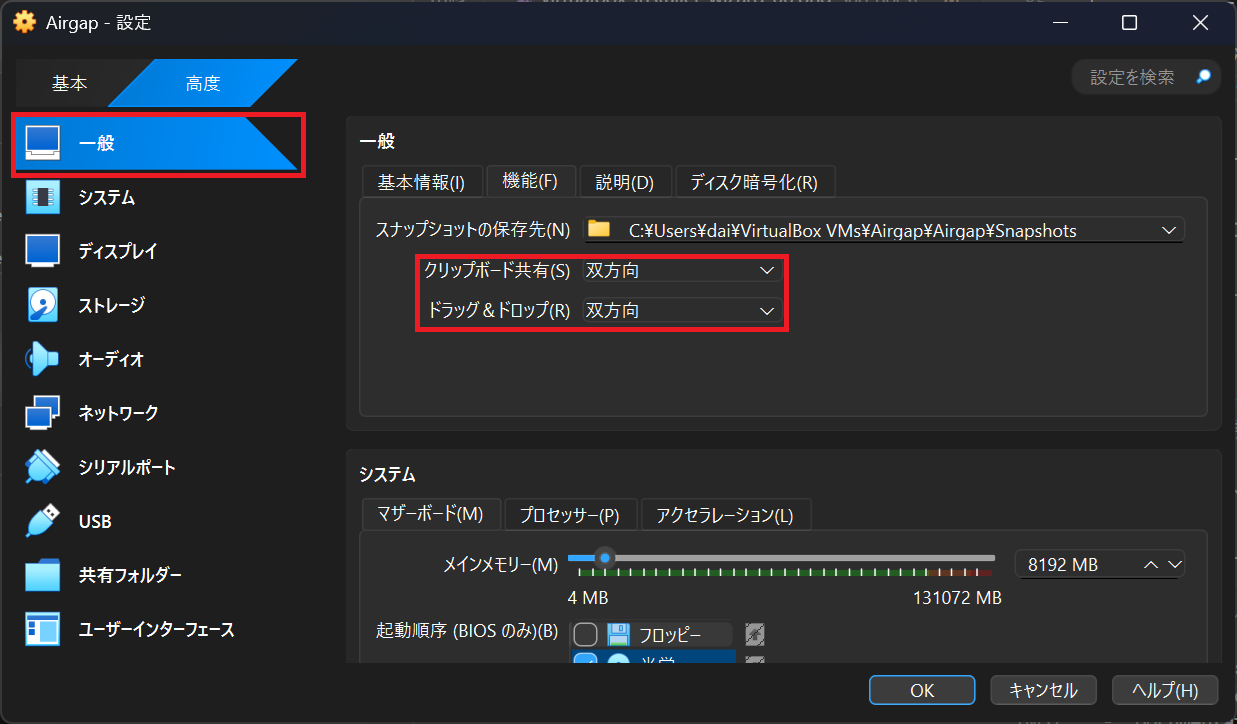 Airgap - 設定
基本
高度
設定を検索
一般
システム
ディスプレイ
ストレージ
オーディオ
ネットワーク
シリアルポート
USB
共有フォルダー
ユーザーインターフェース
一般
基本情報(I)
機能(F)
説明(D)
ディスク暗号化(R)
スナップショットの保存先(N)
C:¥Users¥dai¥VirtualBox VMs¥Airgap¥Airgap¥Snapshots
クリップボード共有(S)
双方向
ドラッグ&ドロップ(R)
双方向
システム
マザーボード(M)
プロセッサー(P)
アクセラレーション(L)
メインメモリー(M)
8192 MB
4 MB
131072 MB
起動順序 (BIOS のみ)(B)
フロッピー
OK
キャンセル
ヘルプ(H)